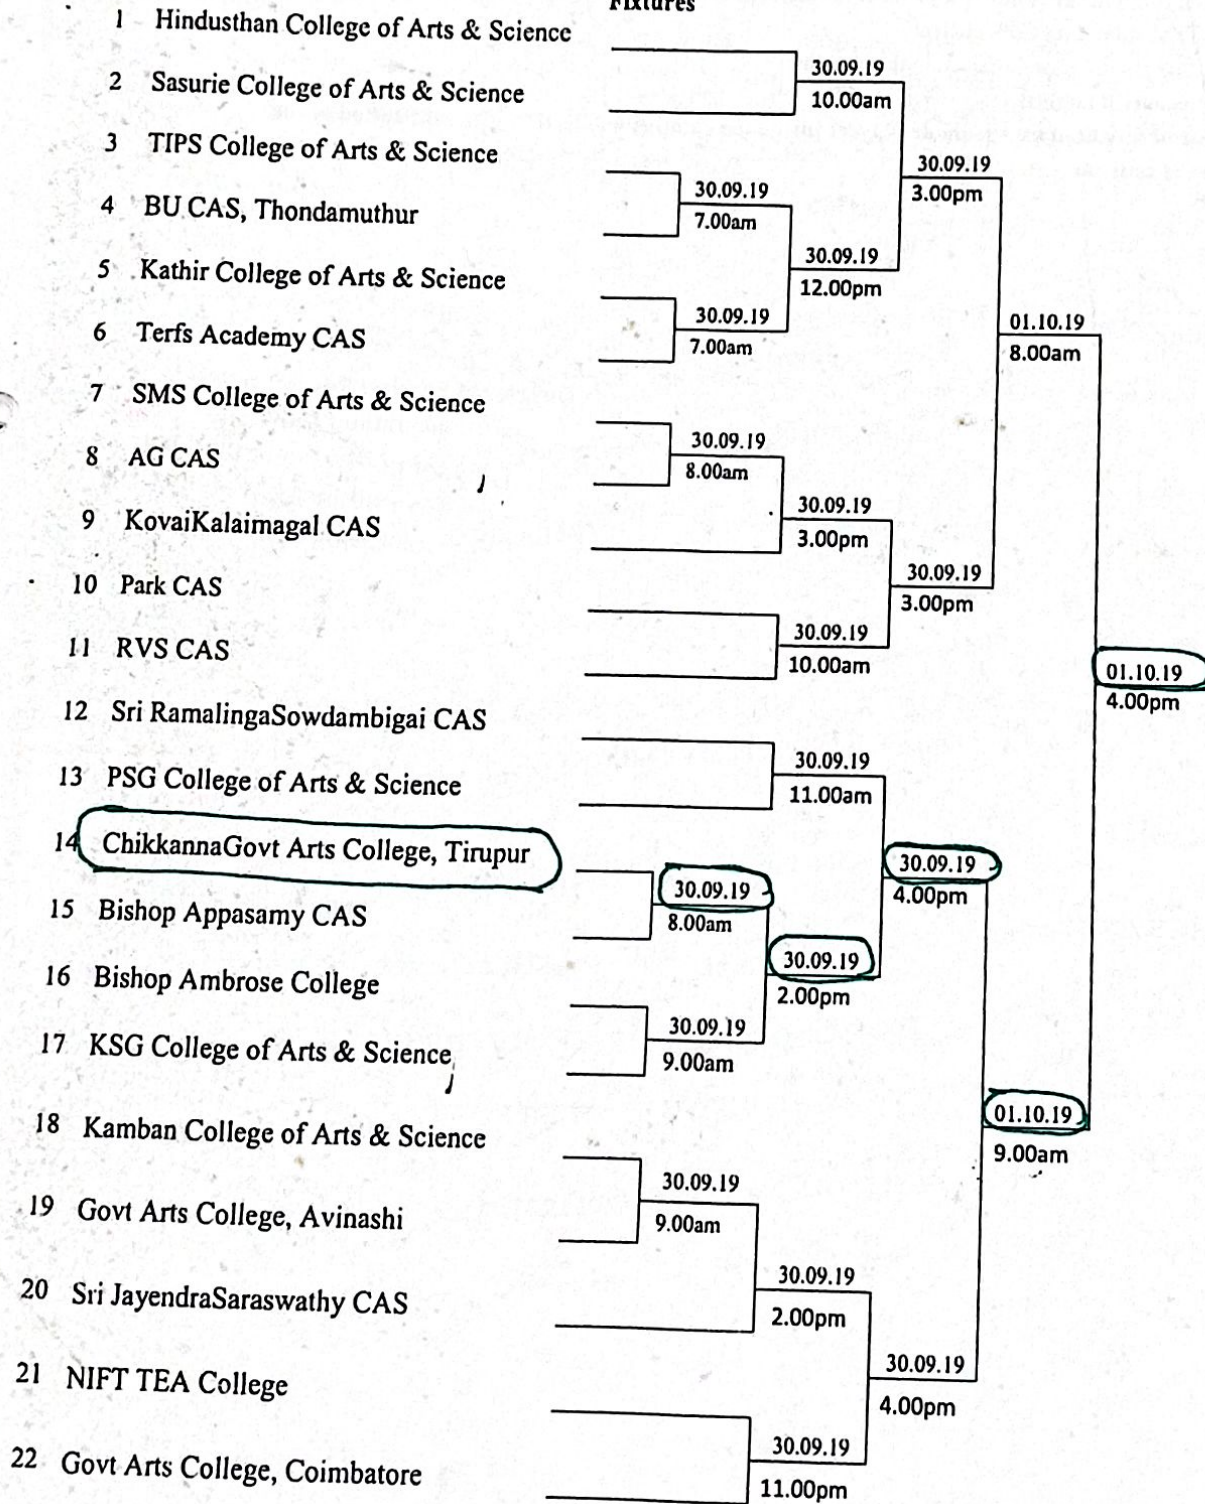 Fixtures
1 Hindusthan College of Arts & Science
30.09.19
2 Sasurie College of Arts & Science
10.00am
3 TIPS College of Arts & Science
30.09.19
30.09.19
3.00pm
4 BU CAS, Thondamuthur
7.00am
30.09.19
5 Kathir College of Arts & Science
12.00pm
30.09.19
01.10.19
6 Terfs Academy CAS
7.00am
8.00am
7 SMS College of Arts & Science
30.09.19
8 AG CAS
8.00am
30.09.19
9 KovaiKalaimagal CAS
3.00pm
30.09.19
10 Park CAS
3.00pm
30.09.19
11 RVS CAS
10.00am
01.10.19
4.00pm
12 Sri RamalingaSowdambigai CAS
30.09.19
13 PSG College of Arts & Science
11.00am
14 ChikkannaGovt Arts College, Tirupur
30.09.19
30.09.19
4.00pm
15 Bishop Appasamy CAS
8.00am
30.09.19
16 Bishop Ambrose College
2.00pm
30.09.19
17 KSG College of Arts & Science
9.00am
01.10.19
18 Kamban College of Arts & Science
9.00am
30.09.19
19 Govt Arts College, Avinashi
9.00am
30.09.19
20 Sri JayendraSaraswathy CAS
2.00pm
30.09.19
21 NIFT TEA College
4.00pm
30.09.19
22 Govt Arts College, Coimbatore
11.00pm